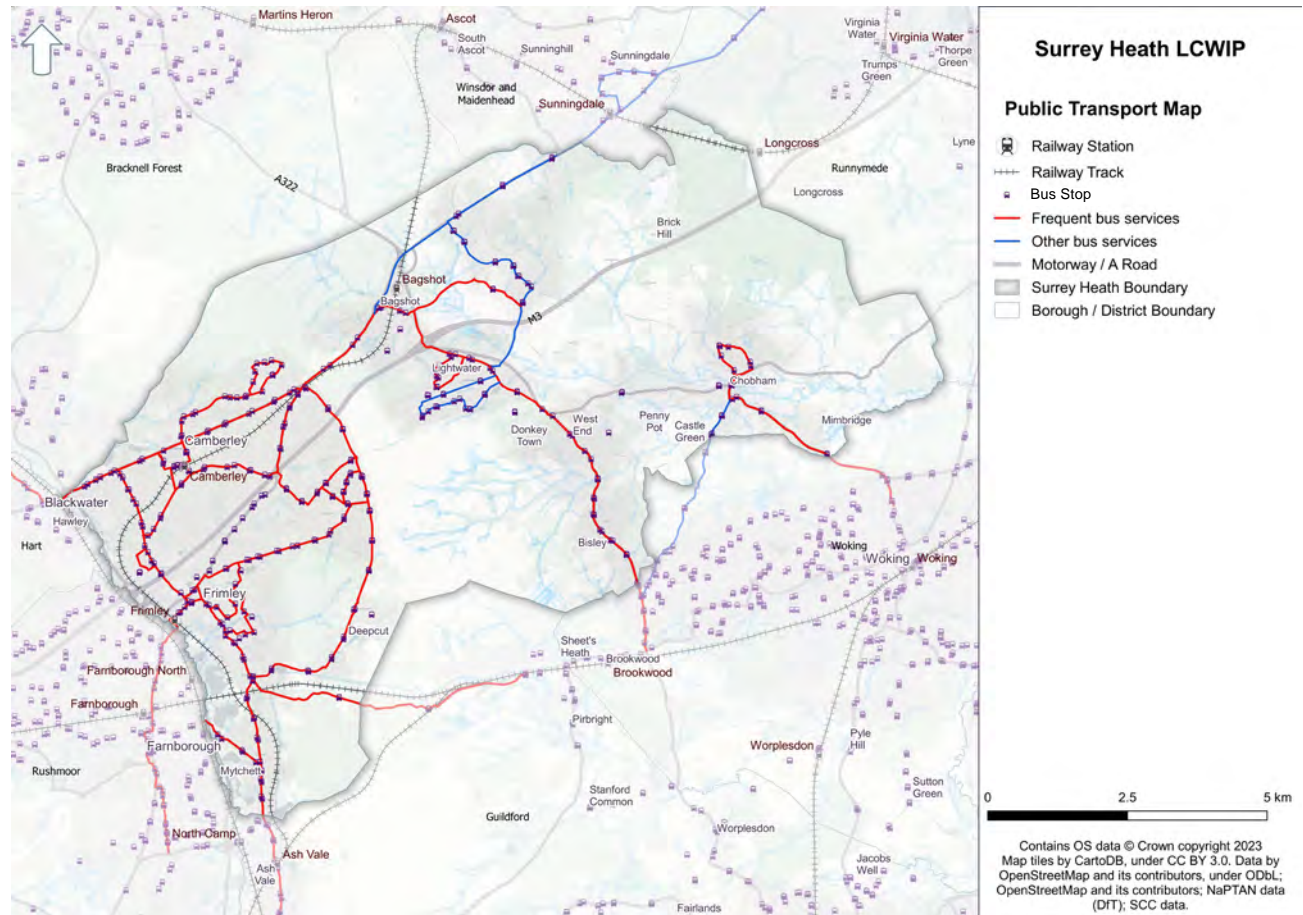 Martins Heron
Ascot
South
Ascot
Sunninghill
Sunningdale
Virginia
Water
Virginia Water
Thorpe
Green
Trumps
Green
Winsdor and
Maidenhead
Sunningdale
Longcross
Lyne
Bracknell Forest
A322
Runnymede
Longcross
Brick
Hill
Bagshot
Bagshot
M3
Lightwater
Chobham
Mimbridge
West
End
Penny
Pot
Castle
Green
Donkey
Town
Camberley
Camberley
Blackwater
Hawley
Hart
Bisley
Woking
Woking
Woking
Frimley
Frimley
Deepcut
Sheet's
Heath
Brookwood
Brookwood
Farnborough North
Farnborough
Farnborough
Pirbright
Pyle
Hill
Worplesdon
Rushmoor
Mytchett
Stanford
Common
Sutton
Green
Guildford
North Camp
Worplesdon
Ash Vale
Ash
Vale
Jacobs
Well
Fairlands
Surrey Heath LCWIP
Public Transport Map
Railway Station
Railway Track
Bus Stop
Frequent bus services
Other bus services
Motorway / A Road
Surrey Heath Boundary
Borough / District Boundary
0 2.5 5 km
Contains OS data © Crown copyright 2023
Map tiles by CartoDB, under CC BY 3.0. Data by
OpenStreetMap and its contributors, under ODbL;
OpenStreetMap and its contributors; NaPTAN data
(DfT); SCC data.